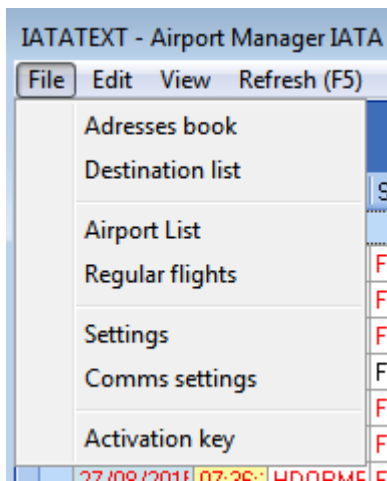 IATATEXT - Airport Manager IATA
File Edit View Refresh (F5)
Adresses book
Destination list
Airport List
Regular flights
Settings
Comms settings
Activation key